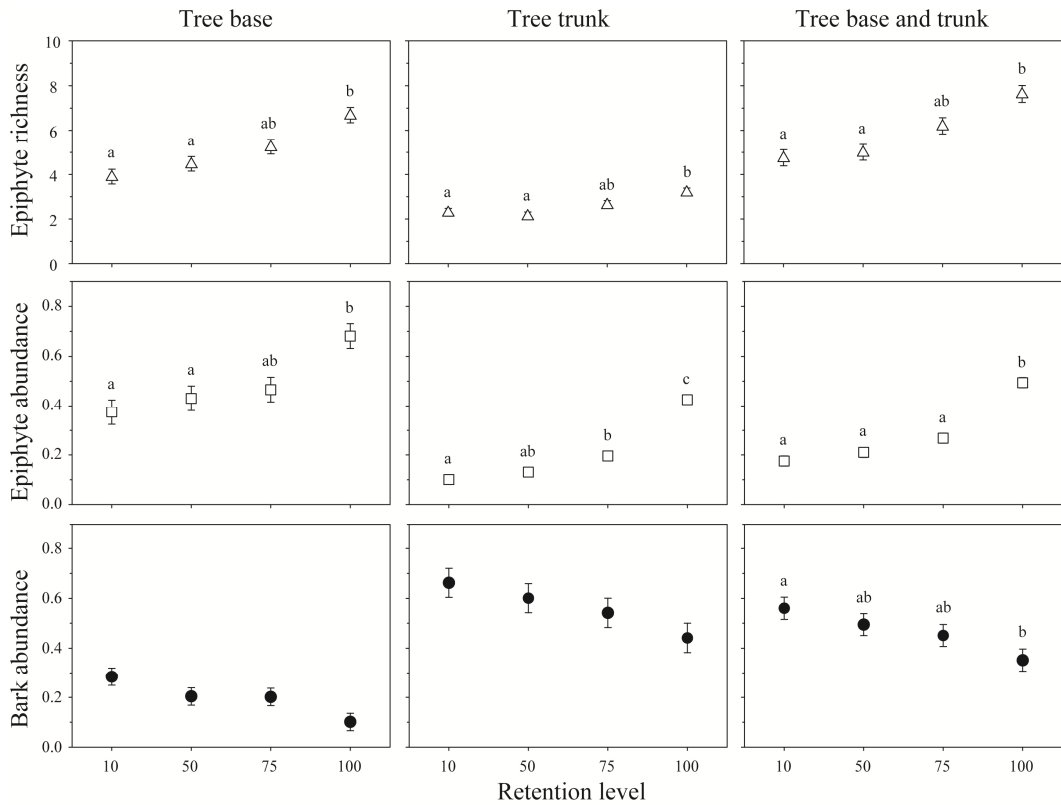 Tree base Tree trunk Tree base and trunk
Epiphyte richness
10
8
6
4
2
0
a a ab b
a a ab b
a a ab b
Epiphyte abundance
0.8
0.6
0.4
0.2
0.0
a a ab b
a ab b c
a a a b
Bark abundance
0.8
0.6
0.4
0.2
0.0
a ab ab b
10 50 75 100 10 50 75 100 10 50 75 100
Retention level